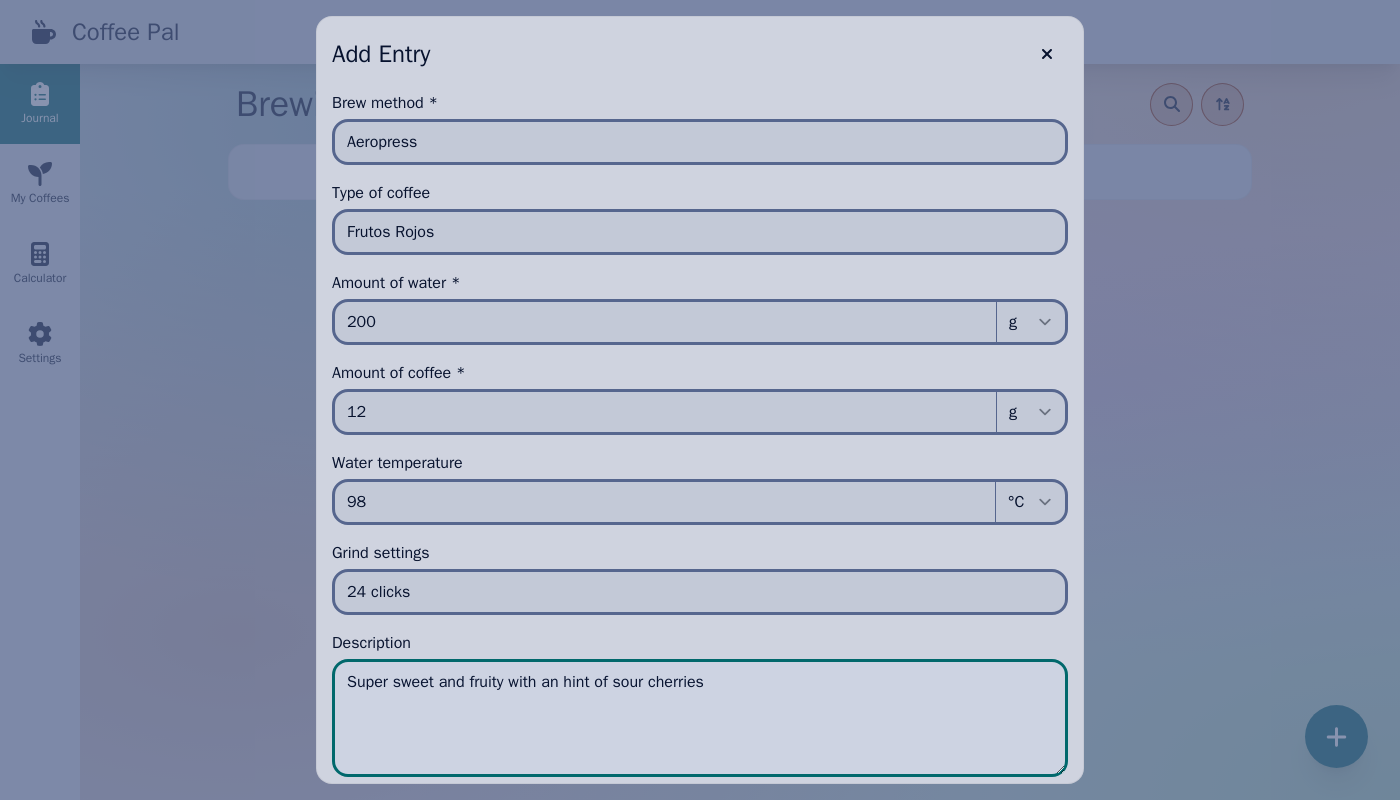 Coffee Pal
Journal
My Coffees
Calculator
Settings
Brew
Add Entry
Brew method *
Aeropress
Type of coffee
Frutos Rojos
Amount of water *
200
g
Amount of coffee *
12
g
Water temperature
98
°C
Grind settings
24 clicks
Description
Super sweet and fruity with an hint of sour cherries